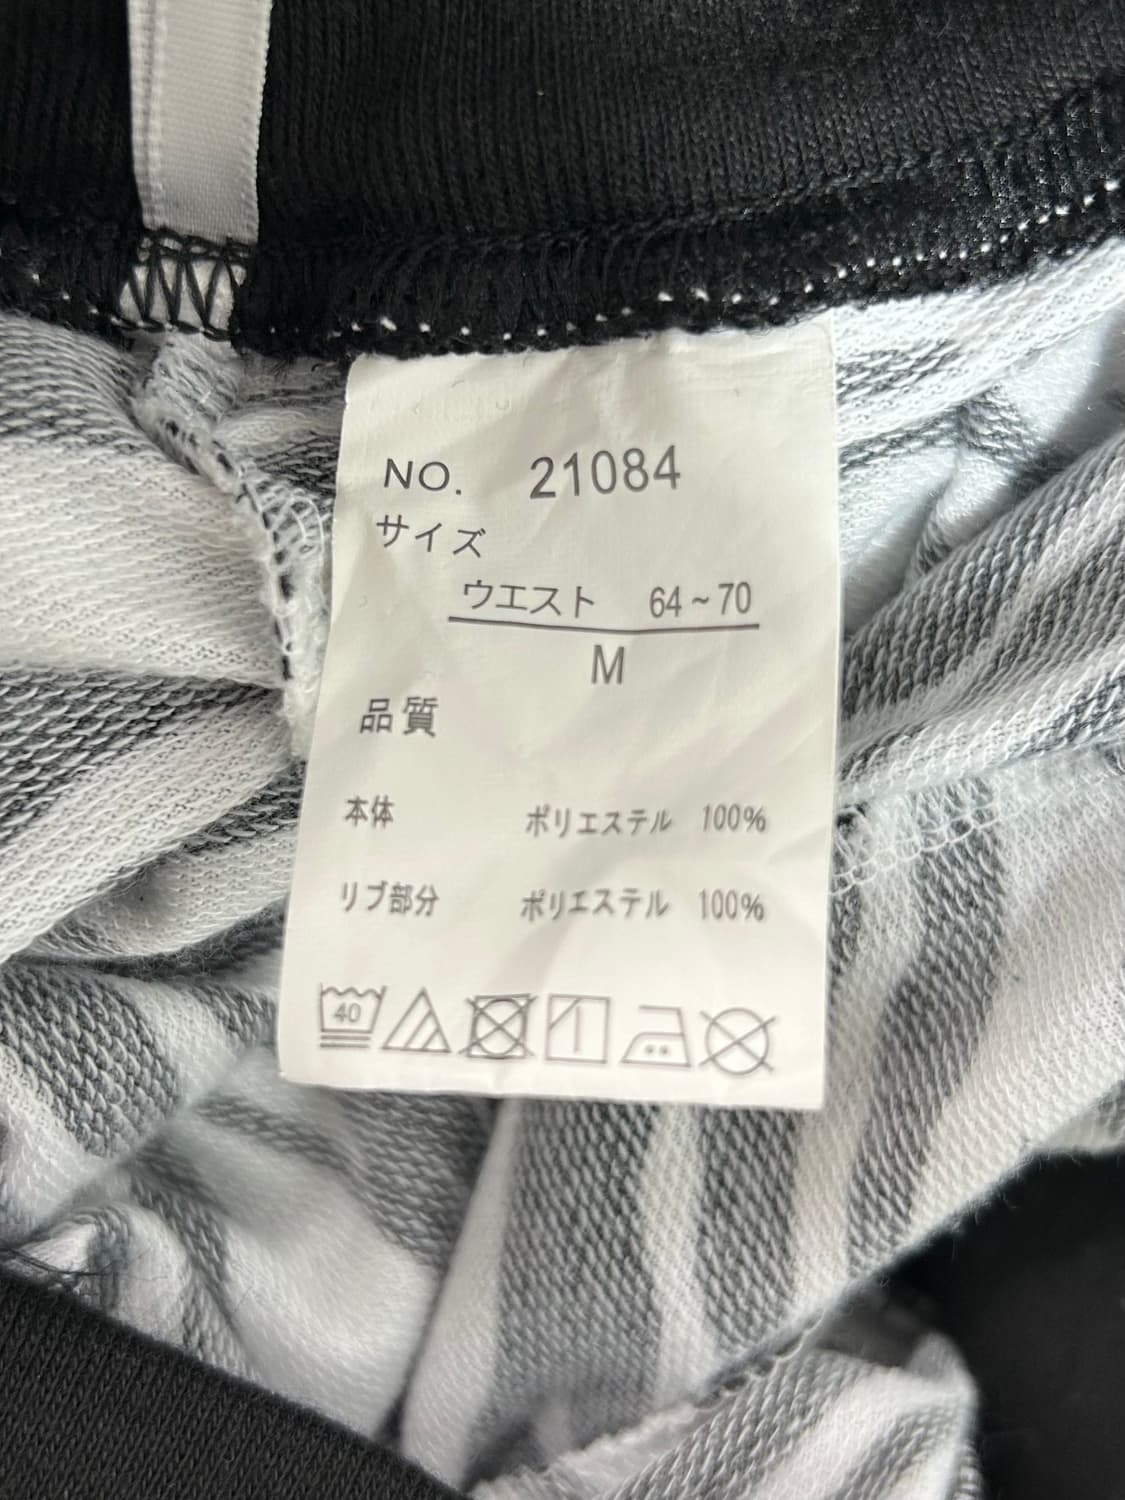 NO. 21084
サイズ
ウエスト 64~70
M
品質
本体 ポリエステル 100%
リブ部分 ポリエステル 100%
40